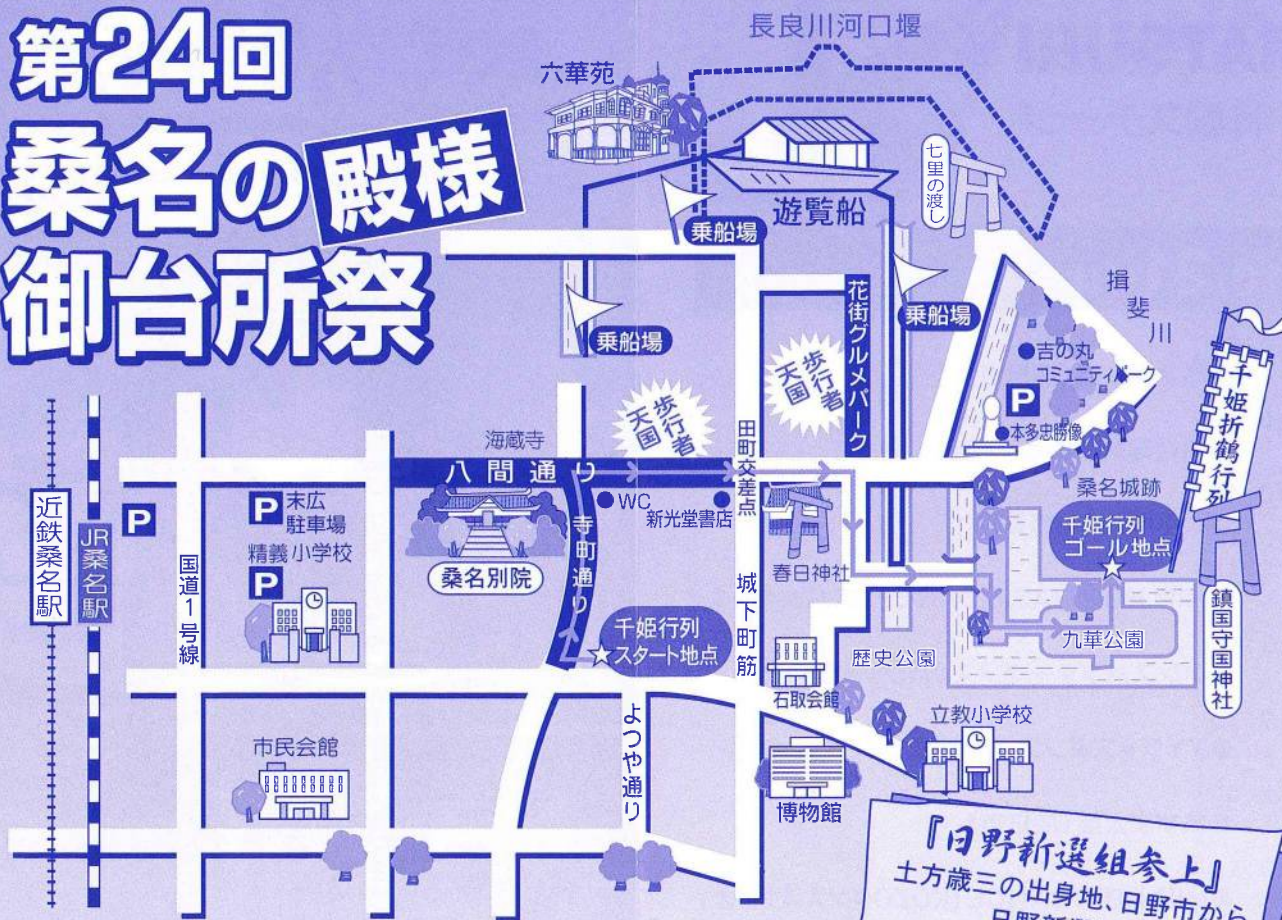 第24回
桑名の殿様
御台所祭
長良川河口堰
六華苑
遊覧船
七里の渡し
乗船場
乗船場
乗船場
揖斐川
花街グルメパーク
歩行者
天国
歩行者
天国
吉の丸
コミュニティパーク
P
本多忠勝像
千姫折鶴行列
田町交差点
海蔵寺
八間通り
WC
新光堂書店
桑名城跡
千姫行列
ゴール地点
近鉄桑名駅
JR桑名駅
P
国道1号線
P
末広
駐車場
精義小学校
P
桑名別院
寺町通り
春日神社
城下町筋
千姫行列
スタート地点
九華公園
鎮国守国神社
歴史公園
石取会館
立教小学校
市民会館
よつや通り
博物館
『日野新選組参上』
土方歳三の出身地、日野市から